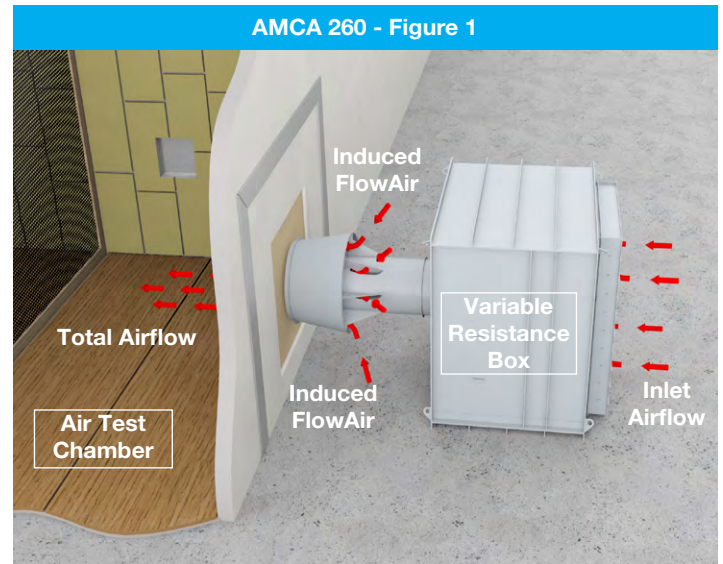 AMCA 260 - Figure 1
Induced
FlowAir
Variable
Resistance
Box
Total Airflow
Induced
FlowAir
Inlet
Airflow
Air Test
Chamber